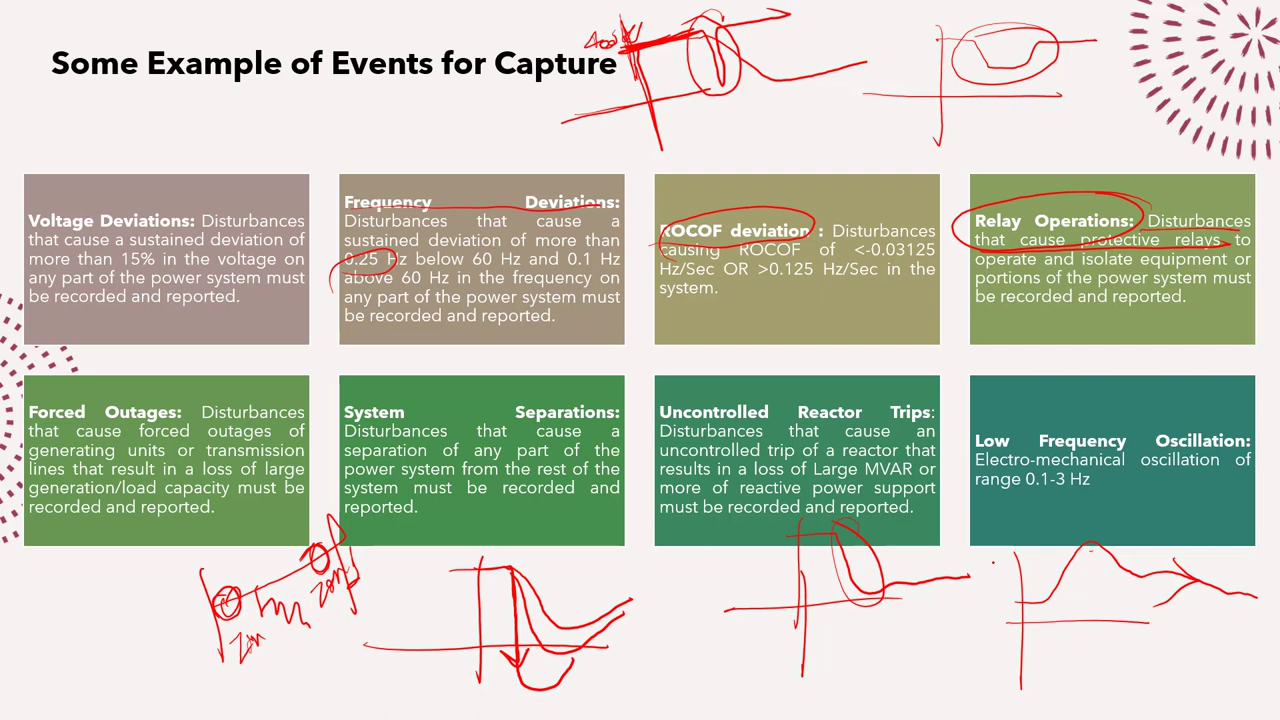 Some Example of Events for Capture
Voltage Deviations: Disturbances
that cause a sustained deviation of
more than 15% in the voltage on
any part of the power system must
be recorded and reported.
Frequency Deviations:
Disturbances that cause a
sustained deviation of more than
0.25 Hz below 60 Hz and 0.1 Hz
above 60 Hz in the frequency on
any part of the power system must
be recorded and reported.
ROCOF deviation : Disturbances
causing ROCOF of <-0.03125
Hz/Sec OR >0.125 Hz/Sec in the
system.
Relay Operations: Disturbances
that cause protective relays to
operate and isolate equipment or
portions of the power system must
be recorded and reported.
Forced Outages: Disturbances
that cause forced outages of
generating units or transmission
lines that result in a loss of large
generation/load capacity must be
recorded and reported.
System Separations:
Disturbances that cause a
separation of any part of the
power system from the rest of the
system must be recorded and
reported.
Uncontrolled Reactor Trips:
Disturbances that cause an
uncontrolled trip of a reactor that
results in a loss of Large MVAR or
more of reactive power support
must be recorded and reported.
Low Frequency Oscillation:
Electro-mechanical oscillation of
range 0.1-3 Hz